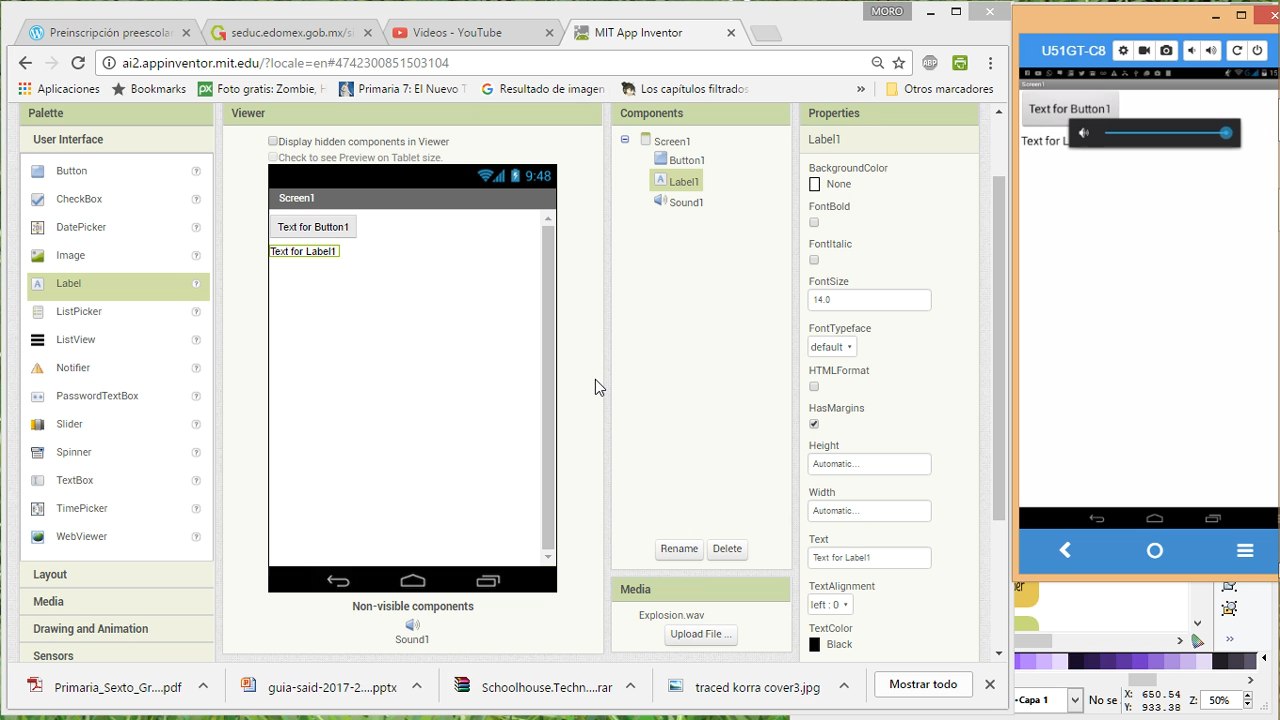 MORO
Preinscripción preescolar
seduc.edomex.gob.mx/si
Videos - YouTube
MIT App Inventor
ai2.appinventor.mit.edu/?locale=en#4742300851503104
Aplicaciones
Bookmarks
Foto gratis: Zombie, F
Primaria 7: El Nuevo T
Resultado de imagen
Los capítulos filtrados
»
Otros marcadores
Palette
User Interface
Button
CheckBox
DatePicker
Image
Label
ListPicker
ListView
Notifier
PasswordTextBox
Slider
Spinner
TextBox
TimePicker
WebViewer
Layout
Media
Drawing and Animation
Sensors
Viewer
Display hidden components in Viewer
Check to see Preview on Tablet size.
9:48
Screen1
Text for Button1
Text for Label1
Non-visible components
Sound1
Components
Screen1
Button1
Label1
Sound1
Rename
Delete
Media
Explosion.wav
Upload File ...
Properties
Label1
BackgroundColor
None
FontBold
FontItalic
FontSize
14.0
FontTypeface
default
HTMLFormat
HasMargins
Height
Automatic...
Width
Automatic...
Text
Text for Label1
TextAlignment
left : 0
TextColor
Black
U51GT-C8
Screen1
Text for Button1
Text for L
Primaria_Sexto_Gr....pdf
guia-said-2017-2....pptx
Schoolhouse.Techn....rar
traced korra cover3.jpg
Mostrar todo
Capa 1
No se
X: 650.54
Y: 933.38
Z: 50%